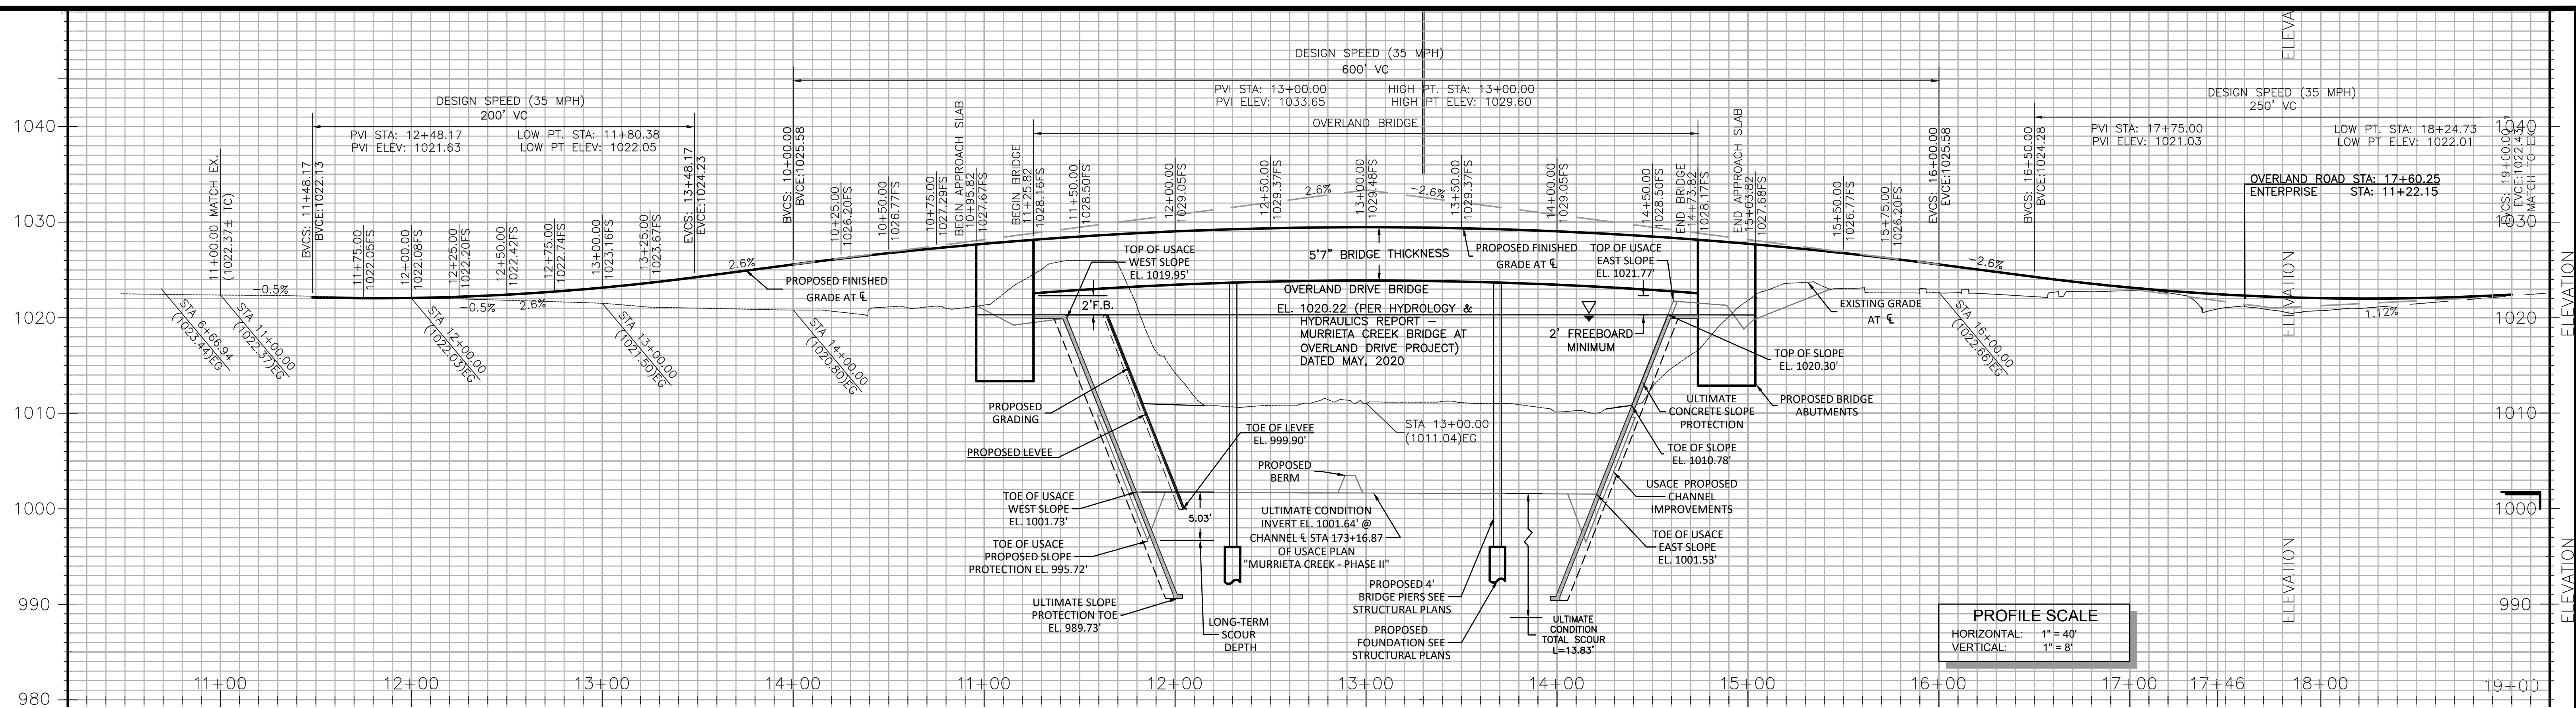 DESIGN SPEED (35 MPH)
600' VC
PVI STA: 13+00.00
PVI ELEV: 1033.65
HIGH PT. STA: 13+00.00
HIGH PT ELEV: 1029.60
OVERLAND BRIDGE
DESIGN SPEED (35 MPH)
200' VC
PVI STA: 12+48.17
PVI ELEV: 1021.63
LOW PT. STA: 11+80.38
LOW PT ELEV: 1022.05
DESIGN SPEED (35 MPH)
250' VC
PVI STA: 17+75.00
PVI ELEV: 1021.03
LOW PT. STA: 18+24.73
LOW PT ELEV: 1022.01
OVERLAND ROAD STA: 17+60.25
ENTERPRISE STA: 11+22.15
1040
1030
1020
1010
1000
990
980
11+00.00 MATCH EX.
(1022.37± TC)
BVCS: 11+48.17
BVCE:1022.13
11+75.00
1022.05FS
12+00.00
1022.08FS
12+25.00
1022.20FS
12+50.00
1022.42FS
12+75.00
1022.74FS
13+00.00
1023.16FS
13+25.00
1023.67FS
EVCS: 13+48.17
EVCE:1024.23
BVCS: 10+00.00
BVCE:1025.58
10+25.00
1026.20FS
10+50.00
1026.77FS
10+75.00
1027.29FS
BEGIN APPROACH SLAB
10+95.82
1027.67FS
BEGIN BRIDGE
11+25.82
1028.16FS
11+50.00
1028.50FS
12+00.00
1029.05FS
12+50.00
1029.37FS
13+00.00
1029.48FS
13+50.00
1029.37FS
14+00.00
1029.05FS
14+50.00
1028.50FS
END BRIDGE
14+73.82
1028.17FS
END APPROACH SLAB
15+03.82
1027.68FS
15+50.00
1026.77FS
15+75.00
1026.20FS
EVCS: 16+00.00
EVCE:1025.58
BVCS: 16+50.00
BVCE:1024.28
EVCS: 19+00.00
EVCE:1022.43
MATCH TO EX.
-0.5%
-0.5%
2.6%
2.6%
2.6%
-2.6%
-2.6%
1.12%
STA 6+66.94
(1023.44)EG
STA 11+00.00
(1022.37)EG
STA 12+00.00
(1022.03)EG
STA 13+00.00
(1021.50)EG
STA 14+00.00
(1020.80)EG
STA 16+00.00
(1022.66)EG
PROPOSED FINISHED
GRADE AT ℄
TOP OF USACE
WEST SLOPE
EL. 1019.95'
5'7" BRIDGE THICKNESS
PROPOSED FINISHED
GRADE AT ℄
TOP OF USACE
EAST SLOPE
EL. 1021.77'
2'F.B.
OVERLAND DRIVE BRIDGE
EL. 1020.22 (PER HYDROLOGY &
HYDRAULICS REPORT –
MURRIETA CREEK BRIDGE AT
OVERLAND DRIVE PROJECT)
DATED MAY, 2020
2' FREEBOARD
MINIMUM
EXISTING GRADE
AT ℄
TOP OF SLOPE
EL. 1020.30'
PROPOSED
GRADING
PROPOSED LEVEE
TOE OF LEVEE
EL. 999.90'
STA 13+00.00
(1011.04)EG
ULTIMATE
CONCRETE SLOPE
PROTECTION
PROPOSED BRIDGE
ABUTMENTS
TOE OF SLOPE
EL. 1010.78'
PROPOSED
BERM
USACE PROPOSED
CHANNEL
IMPROVEMENTS
TOE OF USACE
WEST SLOPE
EL. 1001.73'
5.03'
ULTIMATE CONDITION
INVERT EL. 1001.64' @
CHANNEL ℄ STA 173+16.87
OF USACE PLAN
"MURRIETA CREEK - PHASE II"
TOE OF USACE
EAST SLOPE
EL. 1001.53'
TOE OF USACE
PROPOSED SLOPE
PROTECTION EL. 995.72'
ULTIMATE SLOPE
PROTECTION TOE
EL. 989.73'
LONG-TERM
SCOUR
DEPTH
PROPOSED 4'
BRIDGE PIERS SEE
STRUCTURAL PLANS
PROPOSED
FOUNDATION SEE
STRUCTURAL PLANS
ULTIMATE
CONDITION
TOTAL SCOUR
L=13.83'
PROFILE SCALE
HORIZONTAL: 1" = 40'
VERTICAL: 1" = 8'
ELEVA
ELEVATION
ELEVATION
ELEVA
ELEVATION
ELEVATION
1040
1030
1020
1010
1000
990
11+00
12+00
13+00
14+00
11+00
12+00
13+00
14+00
15+00
16+00
17+00
17+46
18+00
19+00